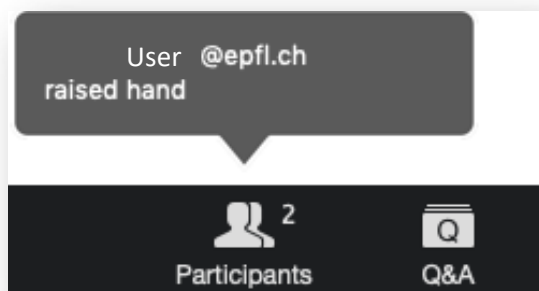 User @epfl.ch
raised hand
2
Q
Participants
Q&A